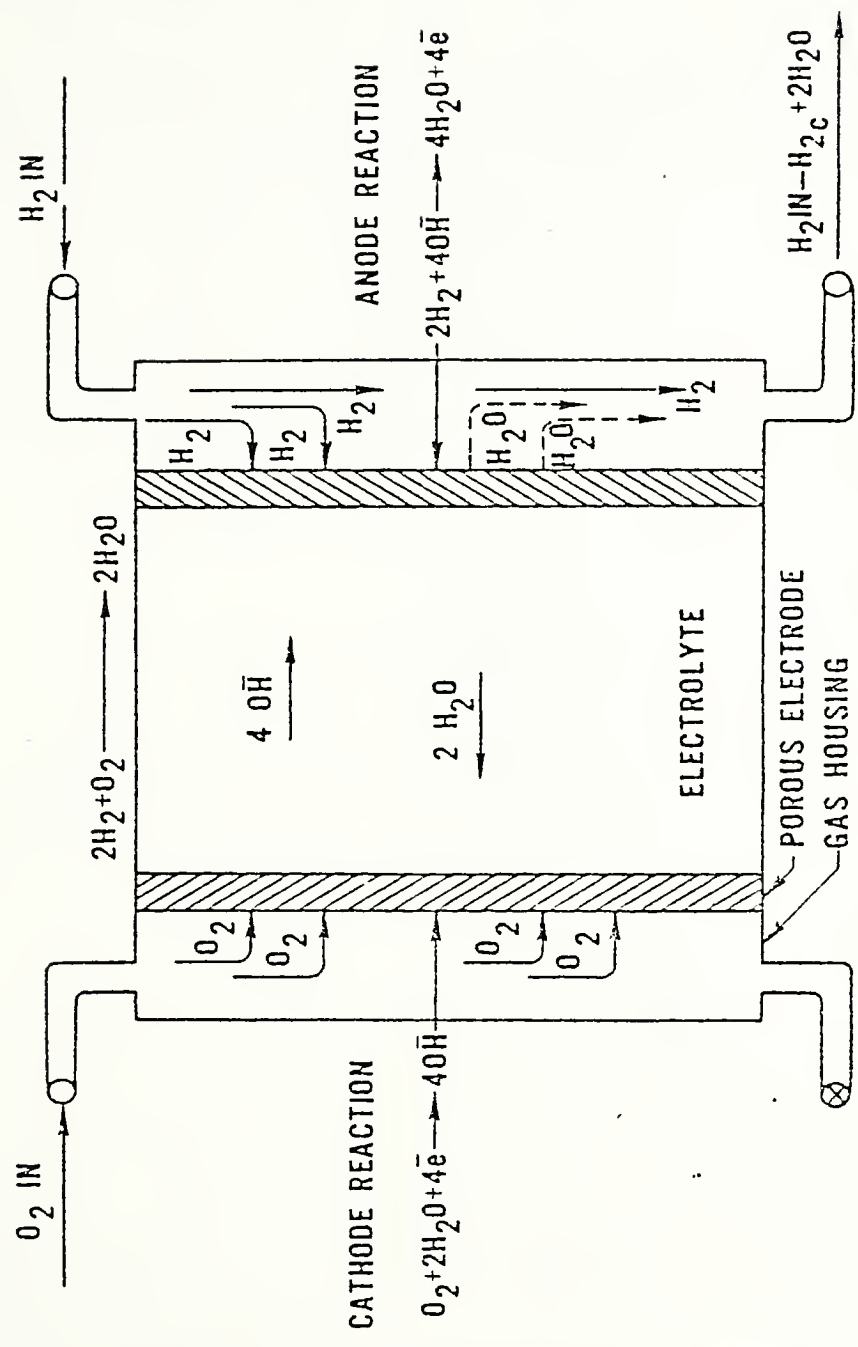 O2 IN
H2 IN
2H2+O2 → 2H2O
CATHODE REACTION
O2+2H2O+4ē → 4OH̄
ANODE REACTION
2H2+4OH̄ → 4H2O+4ē
O2
O2
O2
O2
4 OH̄
2 H2O
ELECTROLYTE
H2
H2
H2
H2O
H2O
H2
POROUS ELECTRODE
GAS HOUSING
H2IN–H2c+2H2O